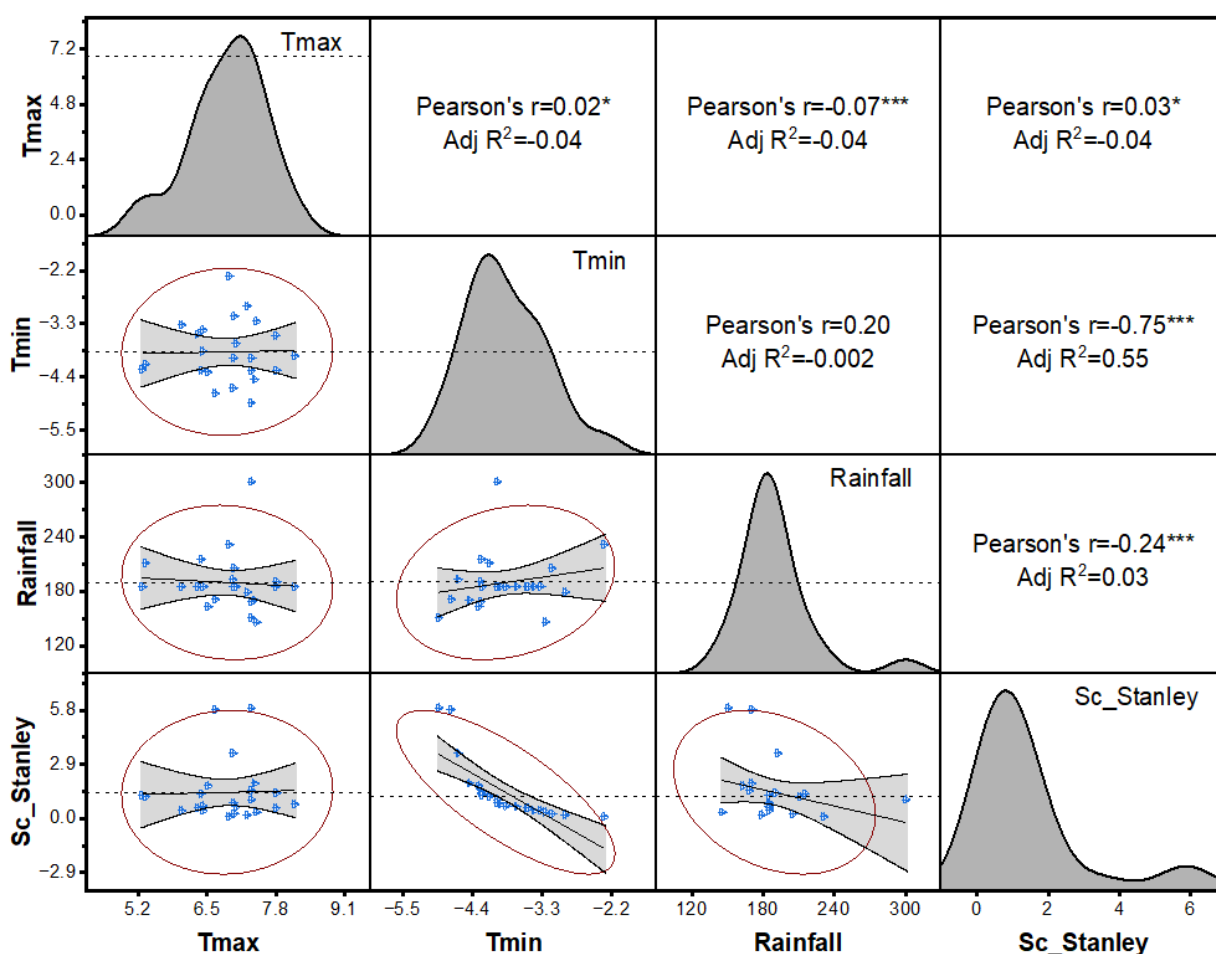 Tmax
7.2
4.8
2.4
0.0
Tmax
Pearson's r=0.02*
Adj R²=-0.04
Pearson's r=-0.07***
Adj R²=-0.04
Pearson's r=0.03*
Adj R²=-0.04
Tmin
−2.2
−3.3
−4.4
−5.5
Tmin
Pearson's r=0.20
Adj R²=-0.002
Pearson's r=-0.75***
Adj R²=0.55
Rainfall
300
240
180
120
Rainfall
Pearson's r=-0.24***
Adj R²=0.03
Sc_Stanley
5.8
2.9
0.0
−2.9
Sc_Stanley
5.2 6.5 7.8 9.1
−5.5 −4.4 −3.3 −2.2
120 180 240 300
0 2 4 6
Tmax Tmin Rainfall Sc_Stanley